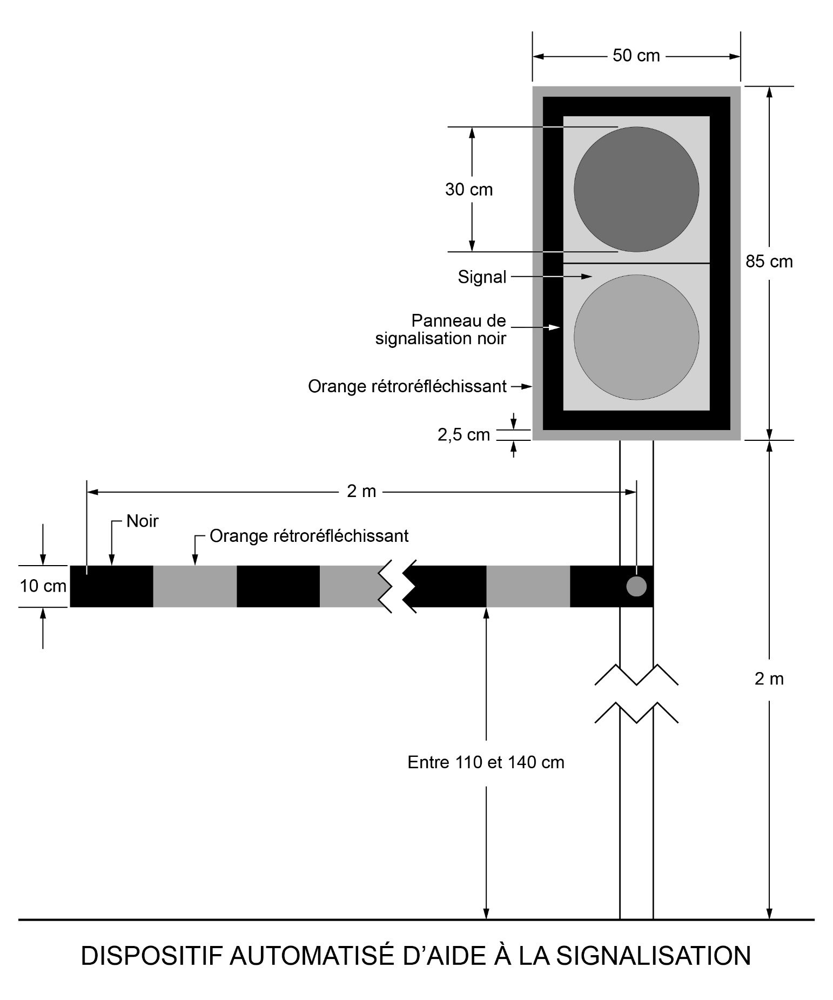 50 cm
30 cm
85 cm
Signal
Panneau de
signalisation noir
Orange rétroréfléchissant
2,5 cm
2 m
Noir
Orange rétroréfléchissant
10 cm
2 m
Entre 110 et 140 cm
DISPOSITIF AUTOMATISÉ D’AIDE À LA SIGNALISATION